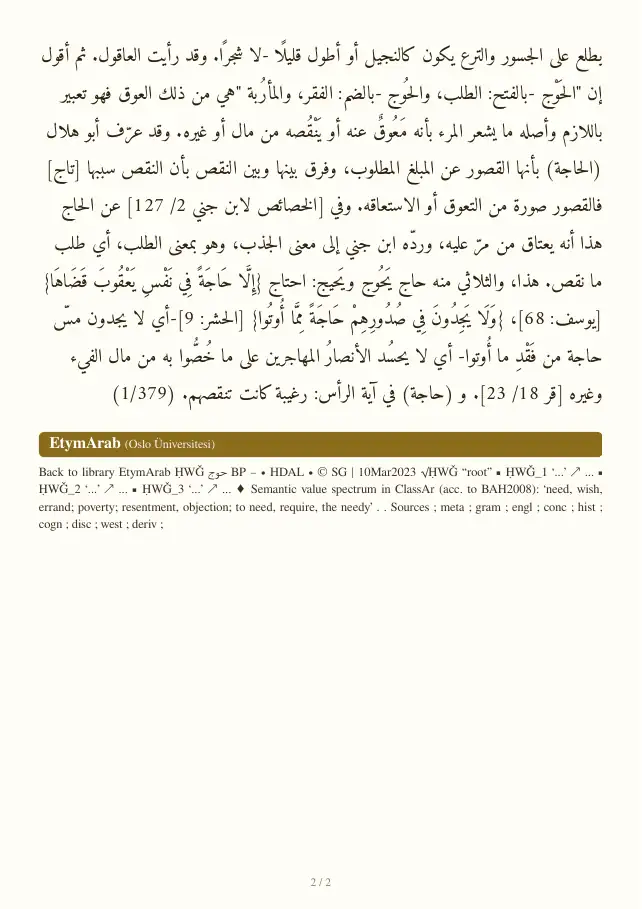 يطلع على الجسور والترع يكون كالنجيل أو أطول قليلًا -لا شجرًا. وقد رأيت العاقول. ثم أقول
إن "الحَوْج -بالفتح: الطلب، والحُوج -بالضم: الفقر، والمأرُبة "هي من ذلك العوق فهو تعبير
باللازم وأصله ما يشعر المرء بأنه مَعُوقٌ عنه أو يَنْقُصه من مال أو غيره. وقد عرّف أبو هلال
(الحاجة) بأنها القصور عن المبلغ المطلوب، وفرق بينها وبين النقص بأن النقص سببها [تاج]
فالقصور صورة من التعوق أو الاستعاقه. وفي [الخصائص لابن جني 2/ 127] عن الحاج
هذا أنه يعتاق من مرّ عليه، وردّه ابن جني إلى معنى الجذب، وهو بمعنى الطلب، أي طلب
ما نقص. هذا، والثلاثي منه حاج يَحُوج ويَحيج: احتاج {إِلَّا حَاجَةً فِي نَفْسِ يَعْقُوبَ قَضَاهَا}
[يوسف: 68]، {وَلَا يَجِدُونَ فِي صُدُورِهِمْ حَاجَةً مِمَّا أُوتُوا} [الحشر: 9]-أي لا يجدون مسّ
حاجة من فَقْدِ ما أُوتوا- أي لا يحسُد الأنصارُ المهاجرين على ما خُصُّوا به من مال الفيء
وغيره [قر 18/ 23]. و (حاجة) في آية الرأس: رغيبة كانت تنقصهم. (1/379)
EtymArab (Oslo Üniversitesi)
Back to library EtymArab ḤWǦ حوج BP – • HDAL • © SG | 10Mar2023 √ḤWǦ “root” ▪ ḤWǦ_1 ‘...’ ↗ ... ▪
ḤWǦ_2 ‘...’ ↗ ... ▪ ḤWǦ_3 ‘...’ ↗ ... ♦ Semantic value spectrum in ClassAr (acc. to BAH2008): ‘need, wish,
errand; poverty; resentment, objection; to need, require, the needy’ . . Sources ; meta ; gram ; engl ; conc ; hist ;
cogn ; disc ; west ; deriv ;
2 / 2